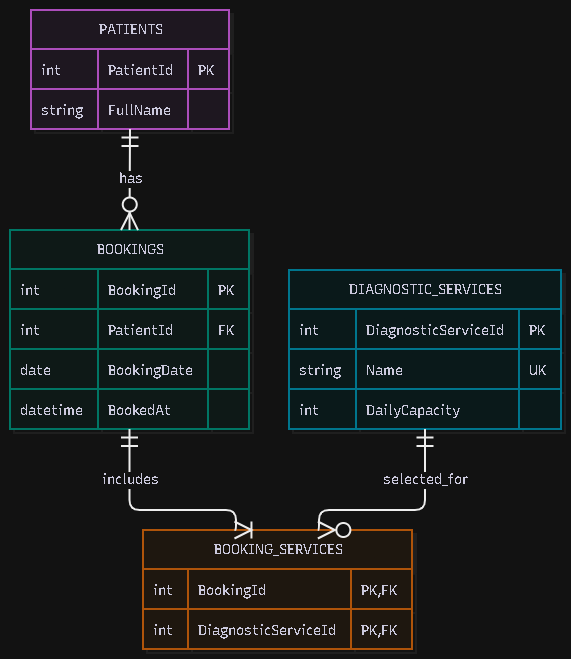 PATIENTS
int PatientId PK
string FullName
has
BOOKINGS
int BookingId PK
int PatientId FK
date BookingDate
datetime BookedAt
DIAGNOSTIC_SERVICES
int DiagnosticServiceId PK
string Name UK
int DailyCapacity
includes
selected_for
BOOKING_SERVICES
int BookingId PK,FK
int DiagnosticServiceId PK,FK